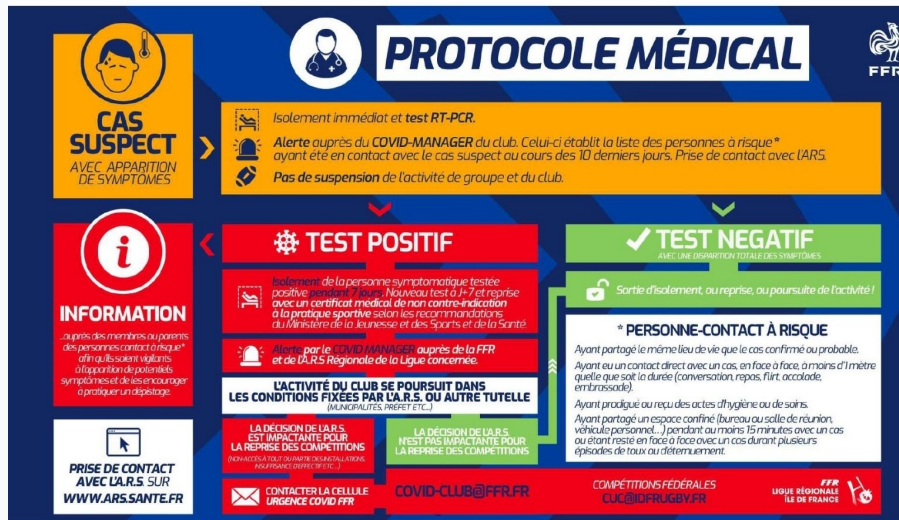 PROTOCOLE MÉDICAL
FFR
CAS
SUSPECT
AVEC APPARITION
DE SYMPTÔMES
Isolement immédiat et test RT-PCR.
Alerte auprès du COVID-MANAGER du club. Celui-ci établit la liste des personnes à risque*
ayant été en contact avec le cas suspect ou cours des 10 derniers jours. Prise de contact avec l'ARS.
Pas de suspension de l'activité de groupe et du club.
INFORMATION
...auprès des membres ou parents
des personnes contact à risque*
afin qu'ils soient vigilants
à l'apparition de potentiels
symptômes et de les encourager
à pratiquer un dépistage.
PRISE DE CONTACT
AVEC L'A.R.S. SUR
WWW.ARS.SANTE.FR
TEST POSITIF
Isolement de la personne symptomatique testée
positive pendant 7 jours. Nouveau test à J+7 et reprise
avec un certificat médical de non contre-indication
à la pratique sportive selon les recommandations
du Ministère de la Jeunesse et des Sports et de la Santé.
Alerte par le COVID MANAGER auprès de la FFR
et de L'A.R.S Régionale de la Ligue concernée.
L'ACTIVITÉ DU CLUB SE POURSUIT DANS
LES CONDITIONS FIXÉES PAR L'A.R.S. OU AUTRE TUTELLE
(MUNICIPALITÉS, PREFET ETC...)
LA DÉCISION DE L'A.R.S.
EST IMPACTANTE POUR
LA REPRISE DES COMPÉTITIONS
(NON-ACCÈS À TOUT OU PARTIE DES INSTALLATIONS,
INSUFFISANCE D'EFFECTIF ETC...)
LA DÉCISION DE L'A.R.S.
N'EST PAS IMPACTANTE POUR
LA REPRISE DES COMPÉTITIONS
CONTACTER LA CELLULE
URGENCE COVID FFR
COVID-CLUB@FFR.FR
TEST NEGATIF
AVEC UNE DISPARITION TOTALE DES SYMPTÔMES
Sortie d'isolement, ou reprise, ou poursuite de l'activité !
* PERSONNE-CONTACT À RISQUE
Ayant partagé le même lieu de vie que le cas confirmé ou probable.
Ayant eu un contact direct avec un cas, en face à face, à moins d'1 mètre
quelle que soit la durée (conversation, repas, flirt, accolade,
embrassade).
Ayant prodigué ou reçu des actes d'hygiène ou de soins.
Ayant partagé un espace confiné (bureau ou salle de réunion,
véhicule personnel...) pendant au moins 15 minutes avec un cas
ou étant resté en face à face avec un cas durant plusieurs
épisodes de toux ou d'éternuement.
COMPÉTITIONS FÉDÉRALES
CUC@IDFRUGBY.FR
FFR
LIGUE RÉGIONALE
ÎLE DE FRANCE